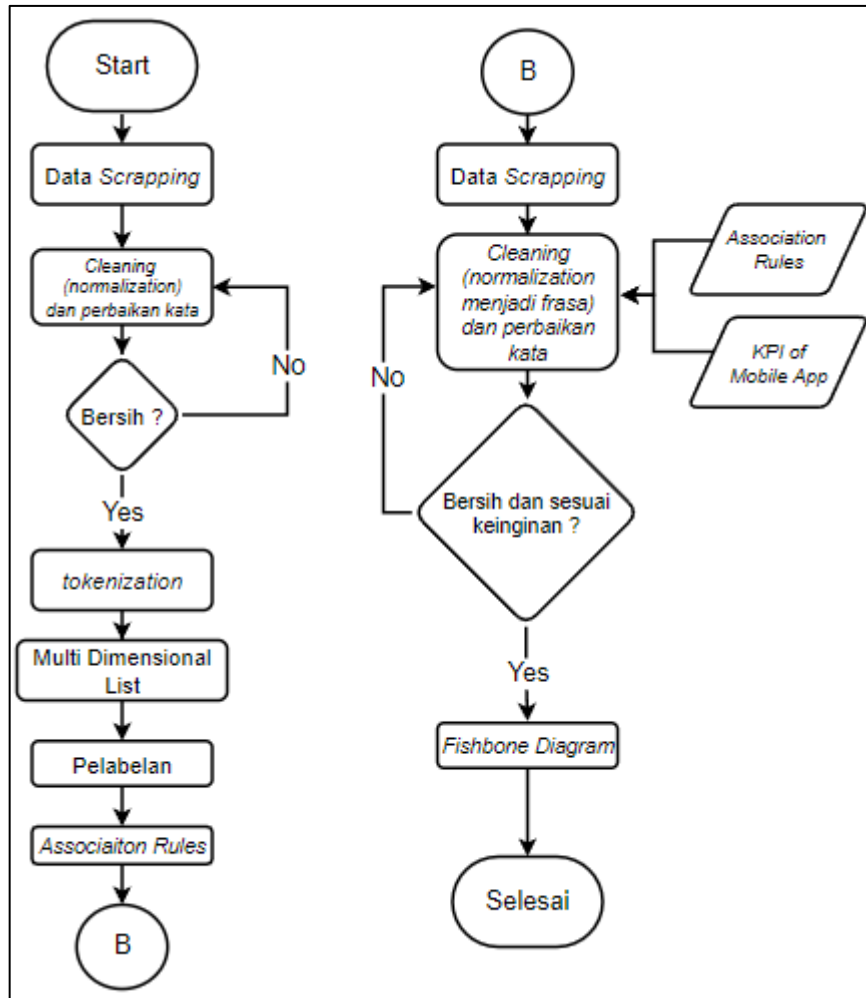 Start
Data Scrapping
Cleaning
(normalization)
dan perbaikan kata
No
Bersih ?
Yes
tokenization
Multi Dimensional
List
Pelabelan
Associaiton Rules
B
B
Data Scrapping
Cleaning
(normalization
menjadi frasa)
dan perbaikan
kata
Association
Rules
KPI of
Mobile App
No
Bersih dan sesuai
keinginan ?
Yes
Fishbone Diagram
Selesai